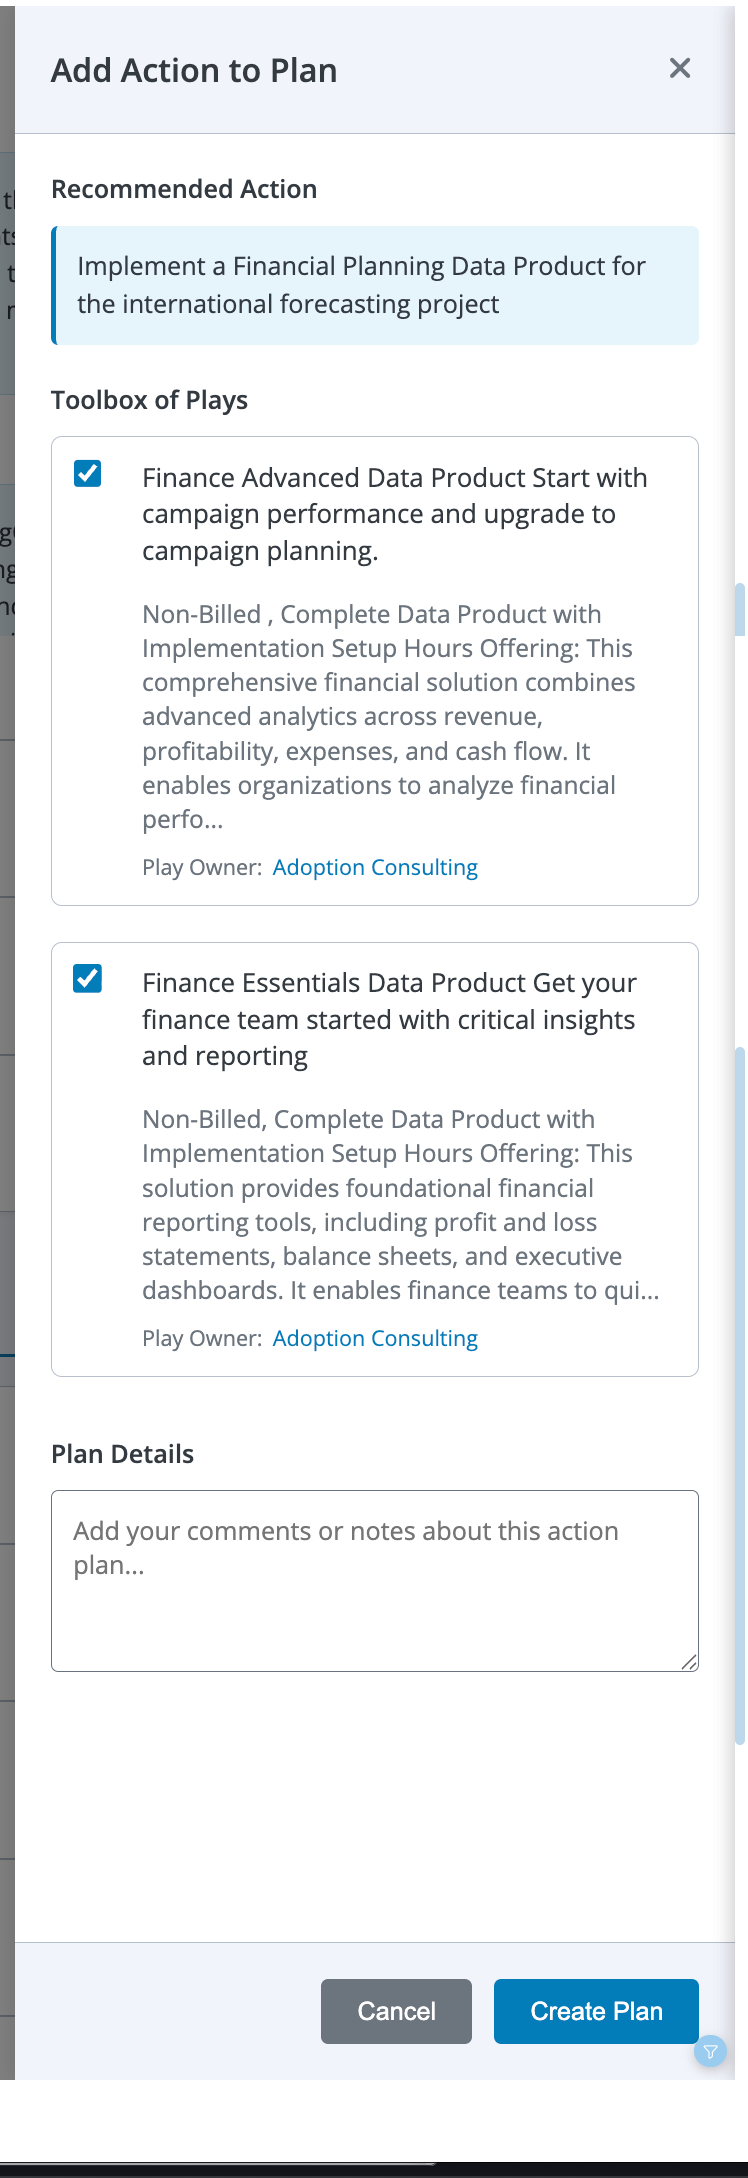 Add Action to Plan
Recommended Action
Implement a Financial Planning Data Product for
the international forecasting project
Toolbox of Plays
Finance Advanced Data Product Start with
campaign performance and upgrade to
campaign planning.
Non-Billed , Complete Data Product with
Implementation Setup Hours Offering: This
comprehensive financial solution combines
advanced analytics across revenue,
profitability, expenses, and cash flow. It
enables organizations to analyze financial
perfo...
Play Owner: Adoption Consulting
Finance Essentials Data Product Get your
finance team started with critical insights
and reporting
Non-Billed, Complete Data Product with
Implementation Setup Hours Offering: This
solution provides foundational financial
reporting tools, including profit and loss
statements, balance sheets, and executive
dashboards. It enables finance teams to qui...
Play Owner: Adoption Consulting
Plan Details
Add your comments or notes about this action
plan...
Cancel
Create Plan